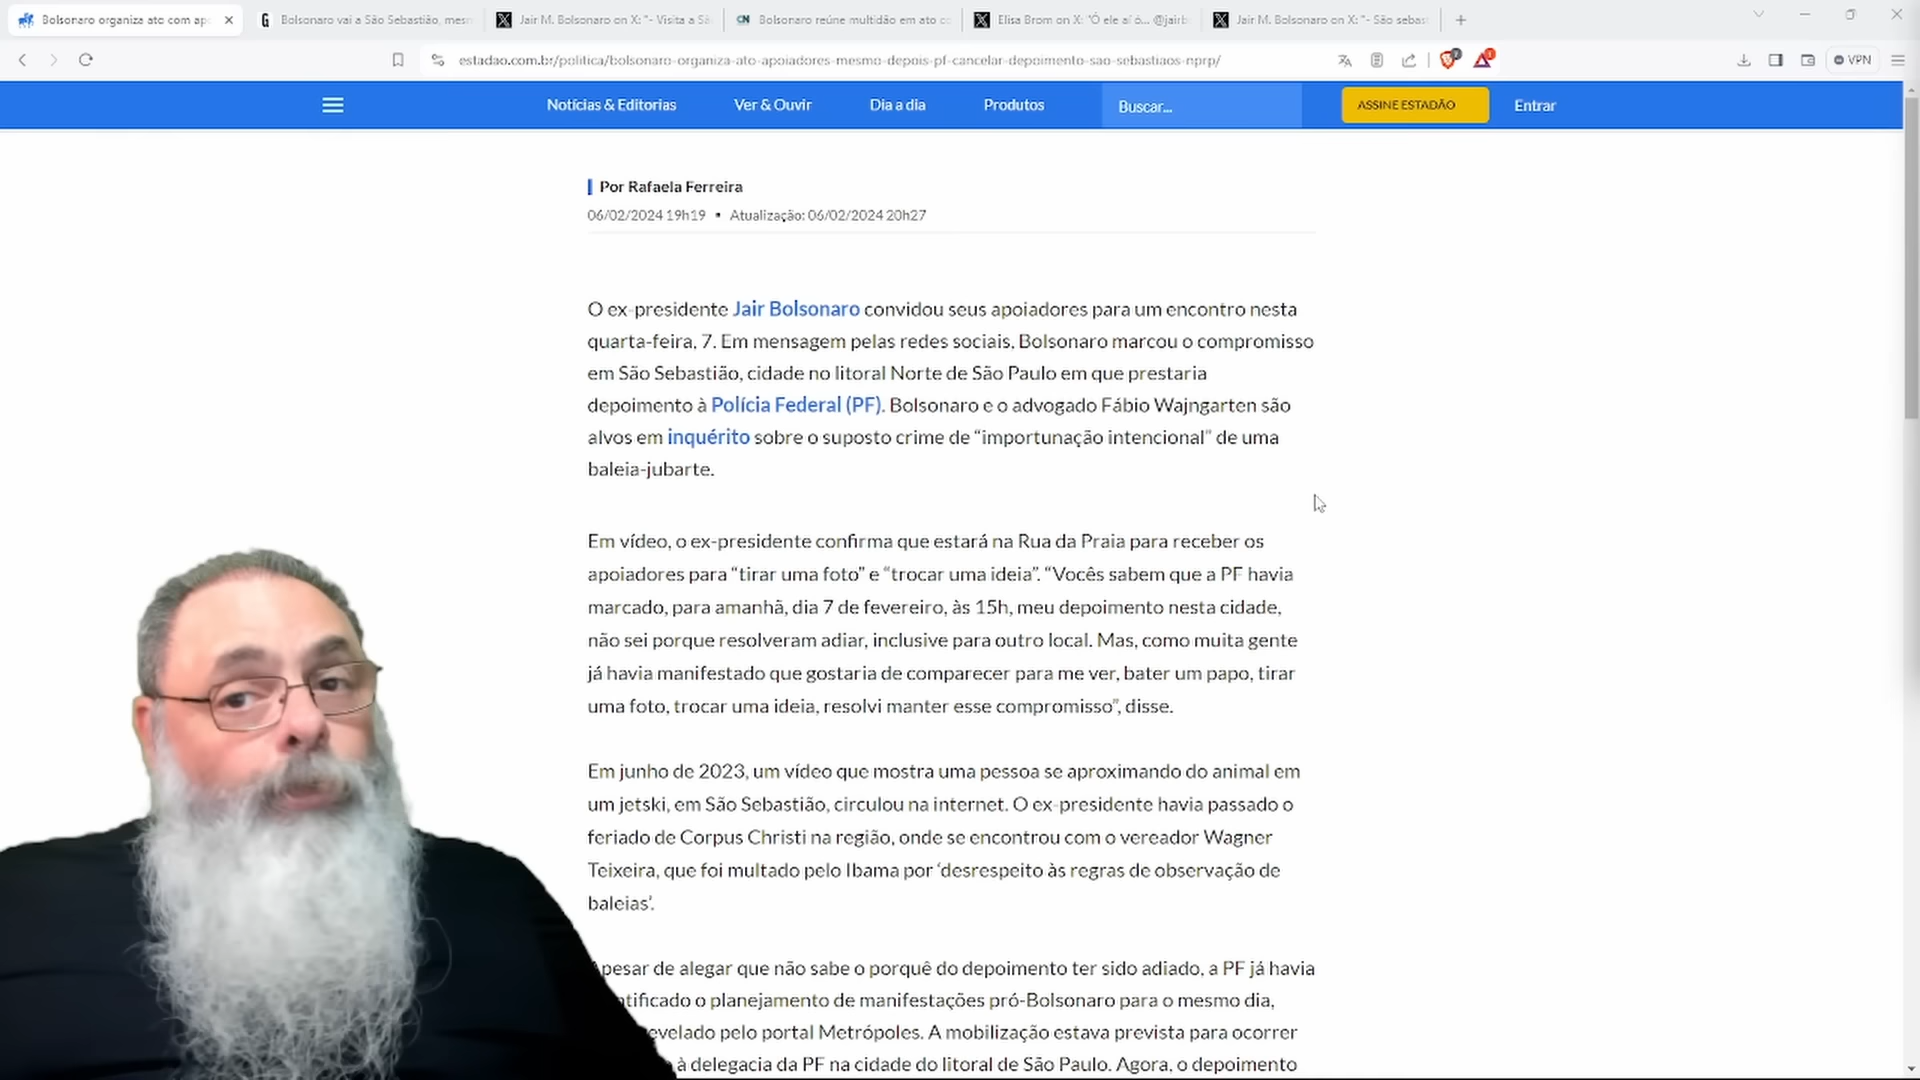 Bolsonaro organiza ato com ap
Bolsonaro vai a São Sebastião, mesm
Jair M. Bolsonaro on X: "- Visita a Sã
Bolsonaro reúne multidão em ato co
Elisa Brom on X: "Ó ele aí ó... @jairb
Jair M. Bolsonaro on X: "- São sebast
estadao.com.br/politica/bolsonaro-organiza-ato-apoiadores-mesmo-depois-pf-cancelar-depoimento-sao-sebastiaos-nprp/
VPN
Notícias & Editorias
Ver & Ouvir
Dia a dia
Produtos
Buscar...
ASSINE ESTADÃO
Entrar
Por Rafaela Ferreira
06/02/2024 19h19 • Atualização: 06/02/2024 20h27
O ex-presidente Jair Bolsonaro convidou seus apoiadores para um encontro nesta
quarta-feira, 7. Em mensagem pelas redes sociais, Bolsonaro marcou o compromisso
em São Sebastião, cidade no litoral Norte de São Paulo em que prestaria
depoimento à Polícia Federal (PF). Bolsonaro e o advogado Fábio Wajngarten são
alvos em inquérito sobre o suposto crime de “importunação intencional” de uma
baleia-jubarte.
Em vídeo, o ex-presidente confirma que estará na Rua da Praia para receber os
apoiadores para “tirar uma foto” e “trocar uma ideia”. “Vocês sabem que a PF havia
marcado, para amanhã, dia 7 de fevereiro, às 15h, meu depoimento nesta cidade,
não sei porque resolveram adiar, inclusive para outro local. Mas, como muita gente
já havia manifestado que gostaria de comparecer para me ver, bater um papo, tirar
uma foto, trocar uma ideia, resolvi manter esse compromisso”, disse.
Em junho de 2023, um vídeo que mostra uma pessoa se aproximando do animal em
um jetski, em São Sebastião, circulou na internet. O ex-presidente havia passado o
feriado de Corpus Christi na região, onde se encontrou com o vereador Wagner
Teixeira, que foi multado pelo Ibama por ‘desrespeito às regras de observação de
baleias’.
pesar de alegar que não sabe o porquê do depoimento ter sido adiado, a PF já havia
ntificado o planejamento de manifestações pró-Bolsonaro para o mesmo dia,
evelado pelo portal Metrópoles. A mobilização estava prevista para ocorrer
à delegacia da PF na cidade do litoral de São Paulo. Agora, o depoimento